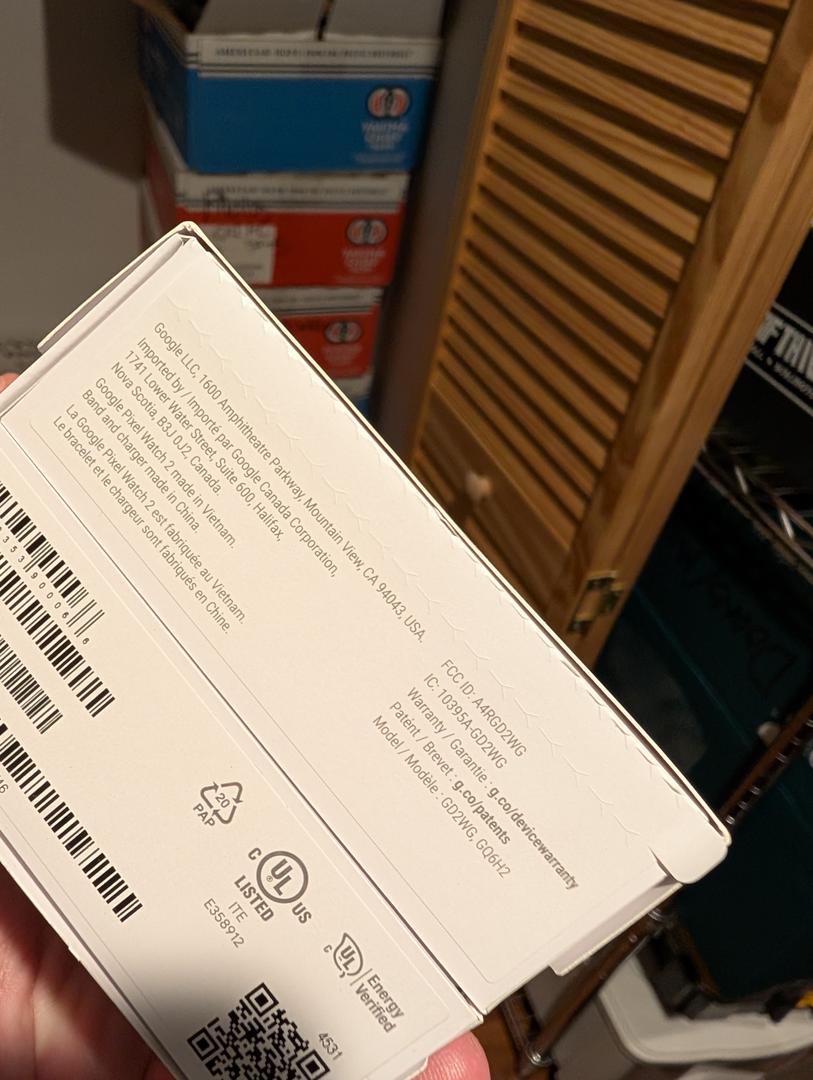 Google LLC, 1600 Amphitheatre Parkway, Mountain View, CA 94043, USA.
Imported by / Importé par Google Canada Corporation,
1741 Lower Water Street, Suite 600, Halifax,
Nova Scotia, B3J 0J2, Canada.
Google Pixel Watch 2 made in Vietnam.
Band and charger made in China.
La Google Pixel Watch 2 est fabriquée au Vietnam.
Le bracelet et le chargeur sont fabriqués en Chine.
FCC ID: A4RGD2WG
IC: 10395A-GD2WG
Warranty / Garantie : g.co/devicewarranty
Patent / Brevet : g.co/patents
Model / Modèle : GD2WG, GQ6H2
20
PAP
C UL US
LISTED
ITE
E358912
C UL Energy
Verified
4531